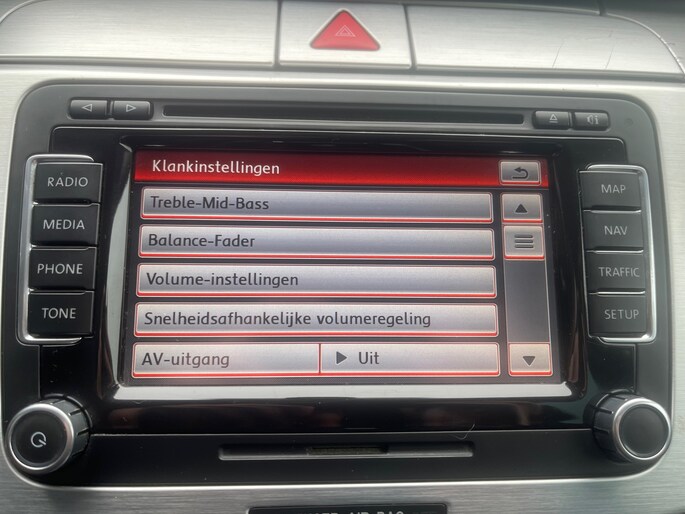 Klankinstellingen
RADIO
MEDIA
PHONE
TONE
Treble-Mid-Bass
Balance-Fader
Volume-instellingen
Snelheidsafhankelijke volumeregeling
AV-uitgang
Uit
MAP
NAV
TRAFFIC
SETUP